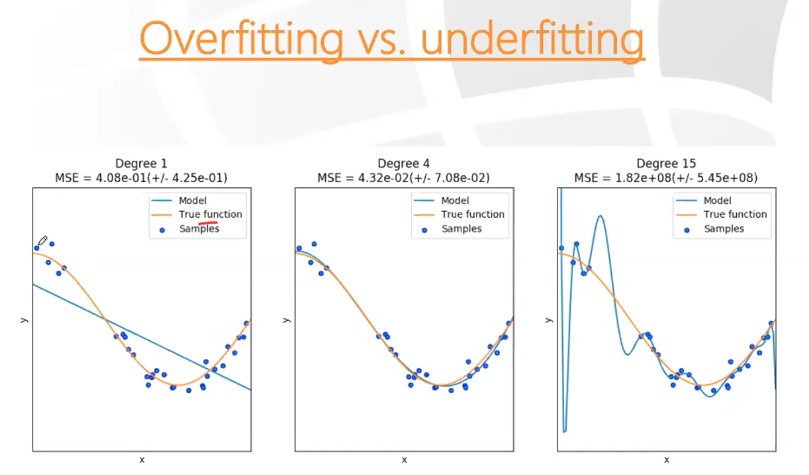 Overfitting vs. underfitting
Degree 1
MSE = 4.08e-01(+/- 4.25e-01)
Model
True function
Samples
y
x
Degree 4
MSE = 4.32e-02(+/- 7.08e-02)
Model
True function
Samples
y
x
Degree 15
MSE = 1.82e+08(+/- 5.45e+08)
Model
True function
Samples
y
x